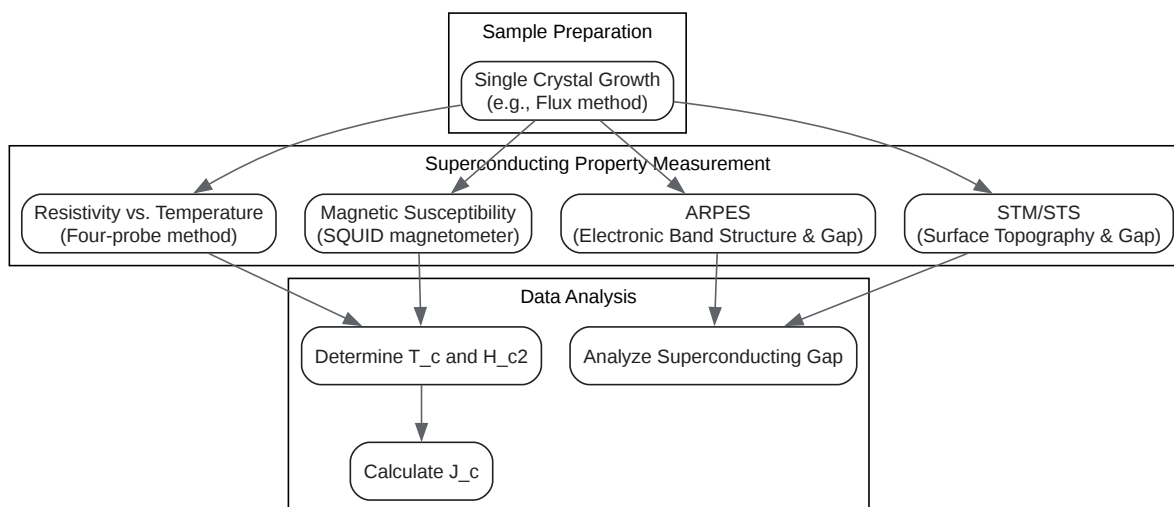 Sample Preparation
Single Crystal Growth
(e.g., Flux method)
Superconducting Property Measurement
Resistivity vs. Temperature
(Four-probe method)
Magnetic Susceptibility
(SQUID magnetometer)
ARPES
(Electronic Band Structure & Gap)
STM/STS
(Surface Topography & Gap)
Data Analysis
Determine T_c and H_c2
Analyze Superconducting Gap
Calculate J_c